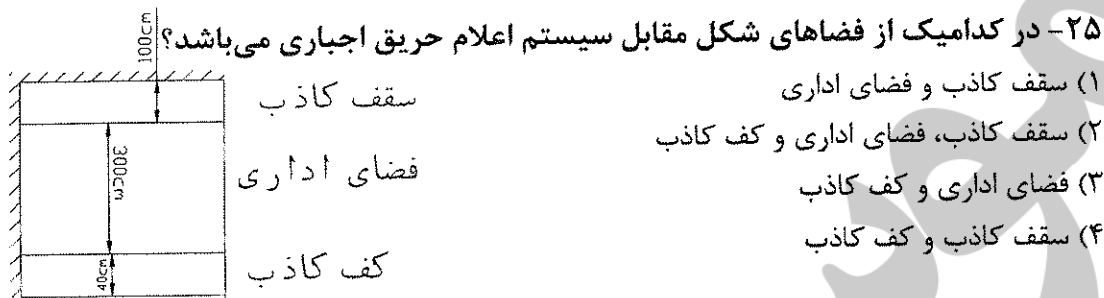 ۲۵- در کدامیک از فضاهای شکل مقابل سیستم اعلام حریق اجباری می‌باشد؟
۱) سقف کاذب و فضای اداری
۲) سقف کاذب، فضای اداری و کف کاذب
۳) فضای اداری و کف کاذب
۴) سقف کاذب و کف کاذب
100cm
سقف کاذب
300cm
فضای اداری
40cm
کف کاذب